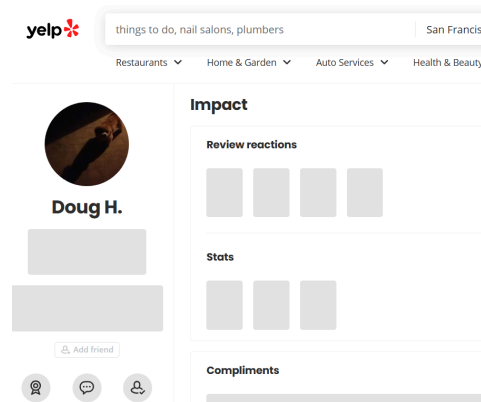 yelp
things to do, nail salons, plumbers
San Francis
Restaurants
Home & Garden
Auto Services
Health & Beauty
Impact
Review reactions
Doug H.
Stats
Add friend
Compliments